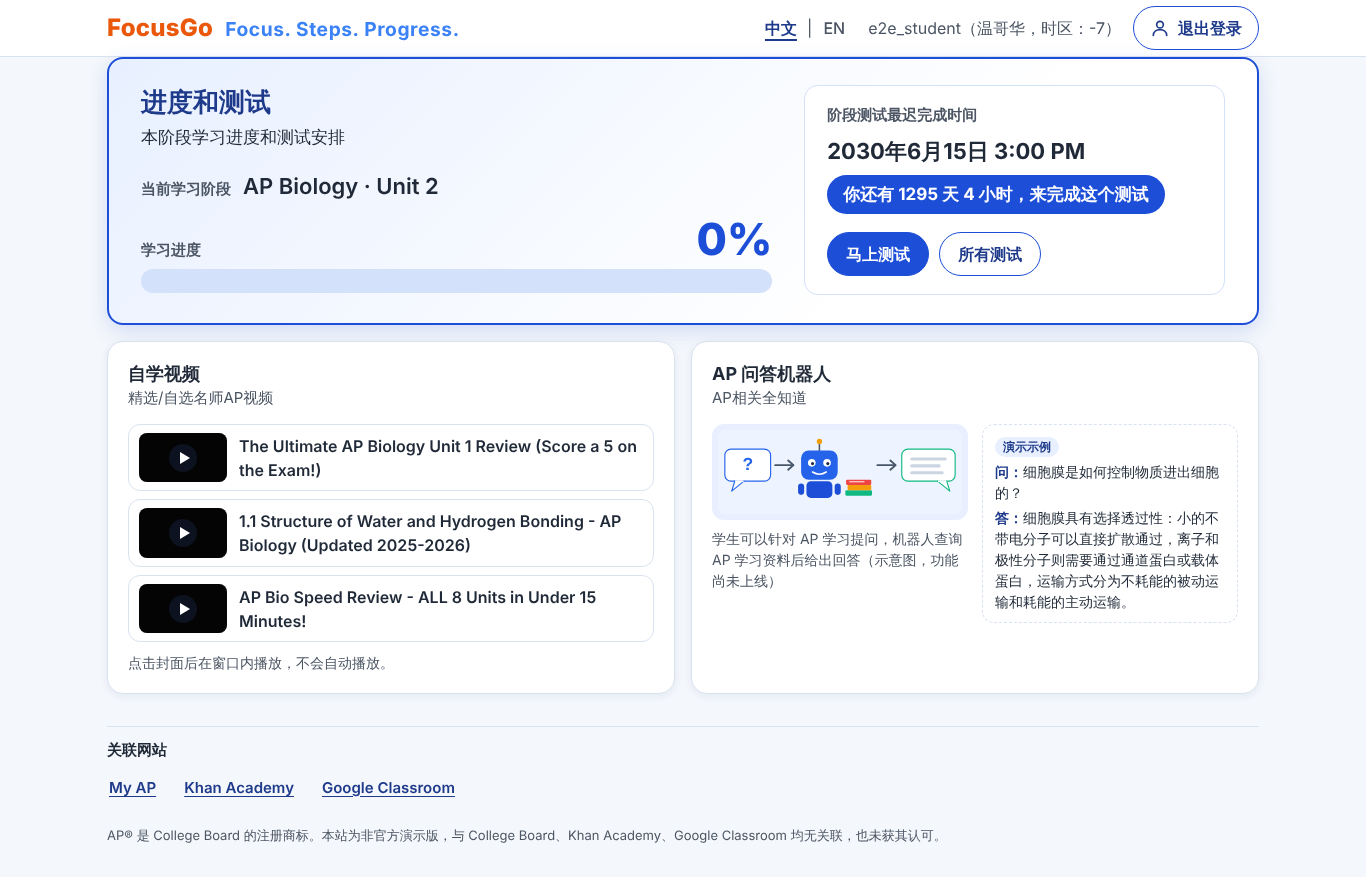 FocusGo Focus. Steps. Progress.
中文 | EN e2e_student（温哥华，时区：-7） 退出登录
进度和测试
本阶段学习进度和测试安排
当前学习阶段 AP Biology · Unit 2
学习进度 0%
阶段测试最迟完成时间
2030年6月15日 3:00 PM
你还有 1295 天 4 小时，来完成这个测试
马上测试 所有测试
自学视频
精选/自选名师AP视频
The Ultimate AP Biology Unit 1 Review (Score a 5 on
the Exam!)
1.1 Structure of Water and Hydrogen Bonding - AP
Biology (Updated 2025-2026)
AP Bio Speed Review - ALL 8 Units in Under 15
Minutes!
点击封面后在窗口内播放，不会自动播放。
AP 问答机器人
AP相关全知道
?
学生可以针对 AP 学习提问，机器人查询
AP 学习资料后给出回答（示意图，功能
尚未上线）
演示示例
问：细胞膜是如何控制物质进出细胞
的？
答：细胞膜具有选择透过性：小的不
带电分子可以直接扩散通过，离子和
极性分子则需要通过通道蛋白或载体
蛋白，运输方式分为不耗能的被动运
输和耗能的主动运输。
关联网站
My AP Khan Academy Google Classroom
AP® 是 College Board 的注册商标。本站为非官方演示版，与 College Board、Khan Academy、Google Classroom 均无关联，也未获其认可。